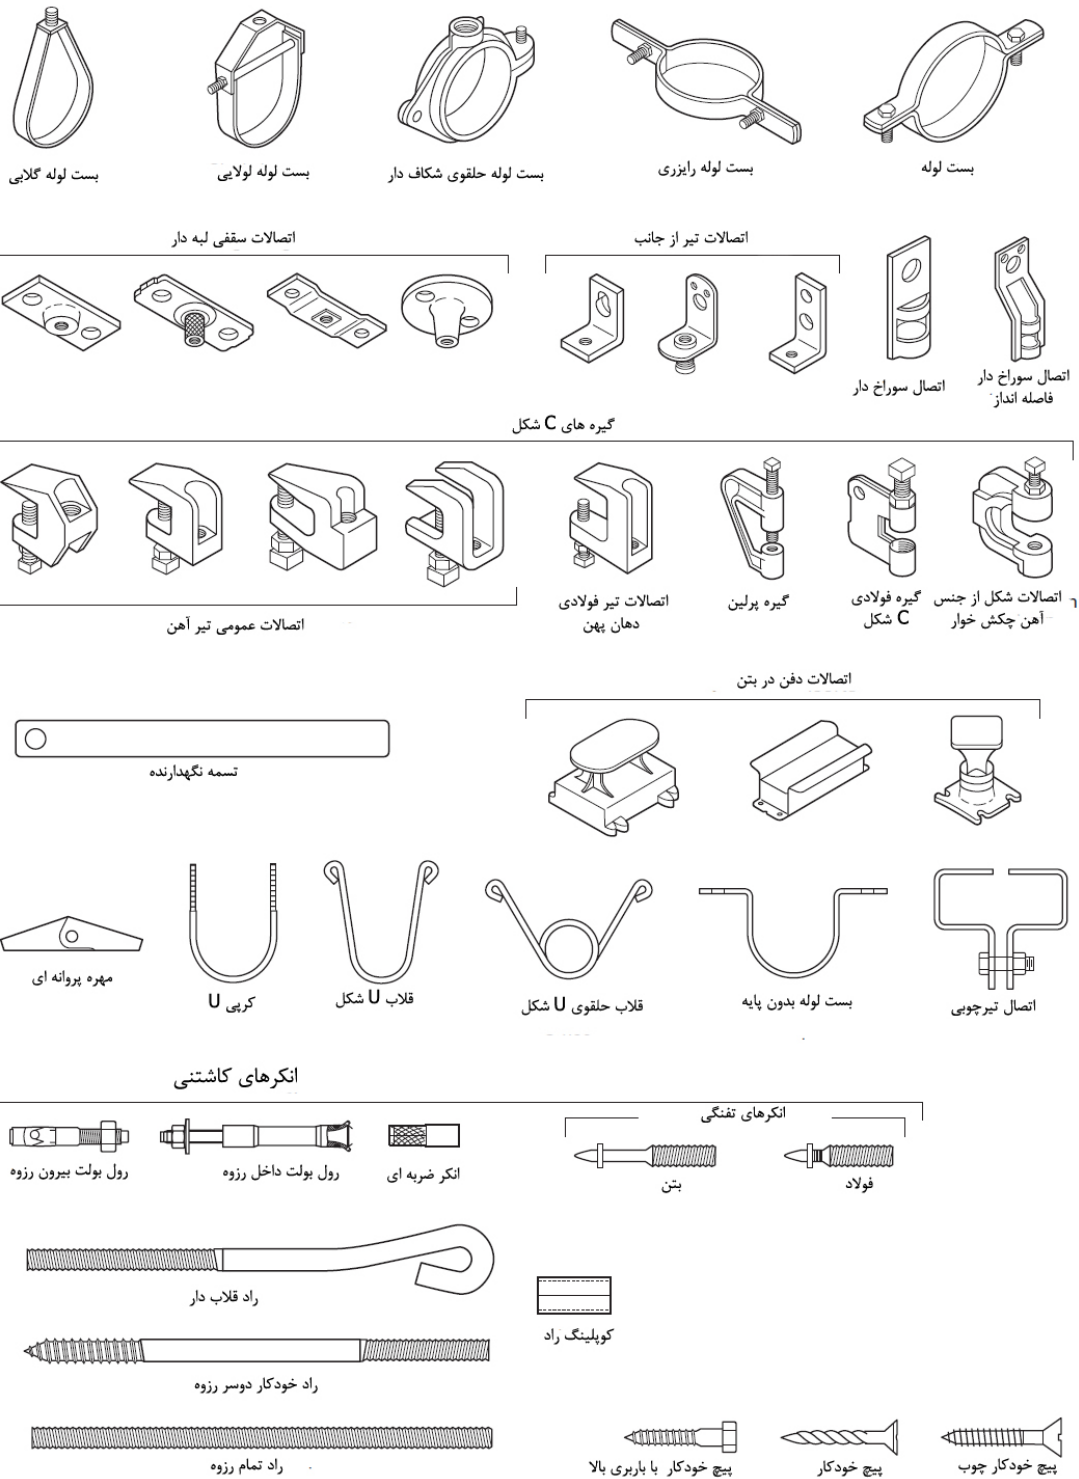 بست لوله
بست لوله رایزری
بست لوله حلقوی شکاف دار
بست لوله لولایی
بست لوله گلابی
اتصالات تیر از جانب
اتصالات سقفی لبه دار
اتصال سوراخ دار
فاصله انداز
اتصال سوراخ دار
گیره های C شکل
اتصالات شکل از جنس
آهن چکش خوار
گیره فولادی
C شکل
گیره پرلین
اتصالات تیر فولادی
دهان پهن
اتصالات عمومی تیر آهن
اتصالات دفن در بتن
تسمه نگهدارنده
اتصال تیرچوبی
بست لوله بدون پایه
قلاب حلقوی U شکل
قلاب U شکل
کرپی U
مهره پروانه ای
انکرهای کاشتنی
انکرهای تفنگی
فولاد
بتن
انکر ضربه ای
رول بولت داخل رزوه
رول بولت بیرون رزوه
راد قلاب دار
کوپلینگ راد
راد خودکار دوسر رزوه
پیچ خودکار چوب
پیچ خودکار
پیچ خودکار با باربری بالا
راد تمام رزوه